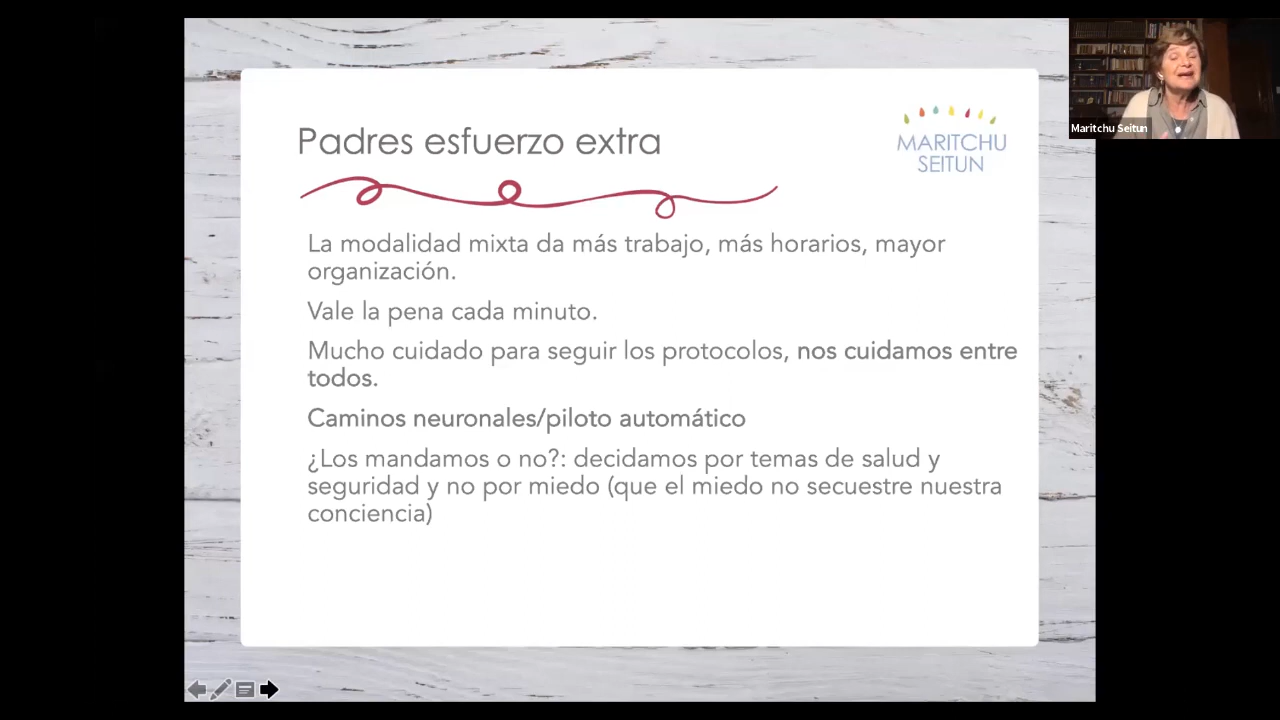 Padres esfuerzo extra
MARITCHU
SEITUN
Maritchu Seitun
La modalidad mixta da más trabajo, más horarios, mayor
organización.
Vale la pena cada minuto.
Mucho cuidado para seguir los protocolos, nos cuidamos entre
todos.
Caminos neuronales/piloto automático
¿Los mandamos o no?: decidamos por temas de salud y
seguridad y no por miedo (que el miedo no secuestre nuestra
conciencia)